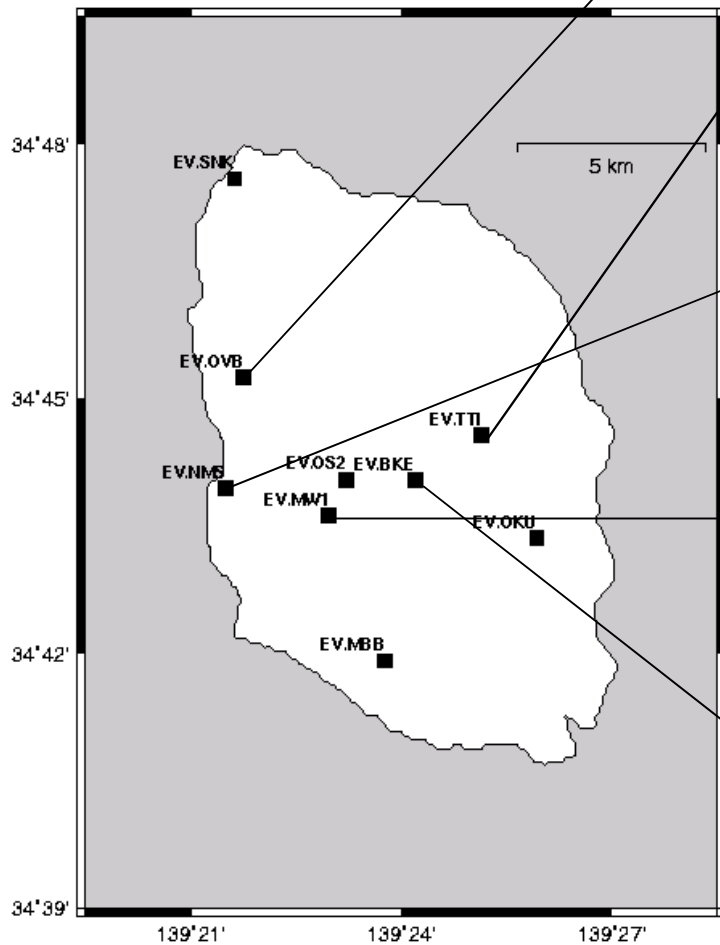 34°48'
EV.SNK
5 km
EV.OVB
34°45'
EV.TTI
EV.NMS
EV.OS2
EV.BKE
EV.MW1
EV.OKU
34°42'
EV.MBB
34°39'
139°21'
139°24'
139°27'